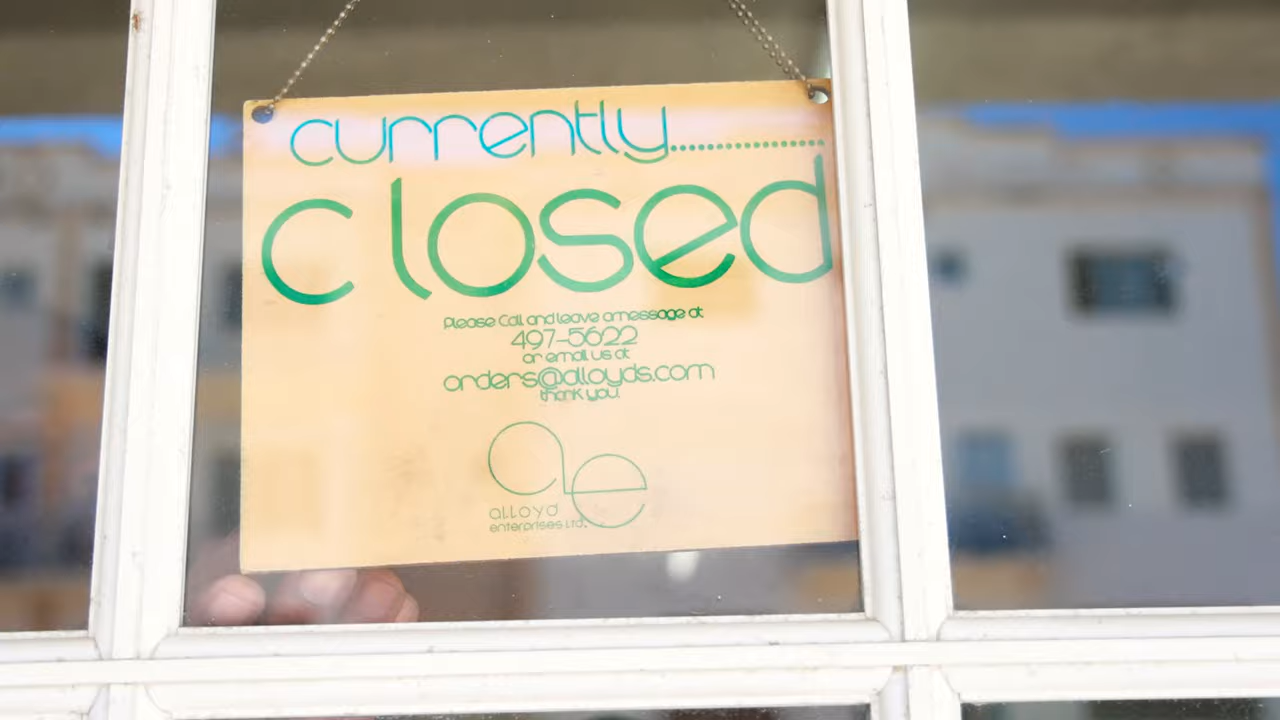 currently..................
closed
Please Call and leave a message at
497-5622
or email us at
orders@alloyds.com
thank you.
ae
alloyd
enterprises Ltd.